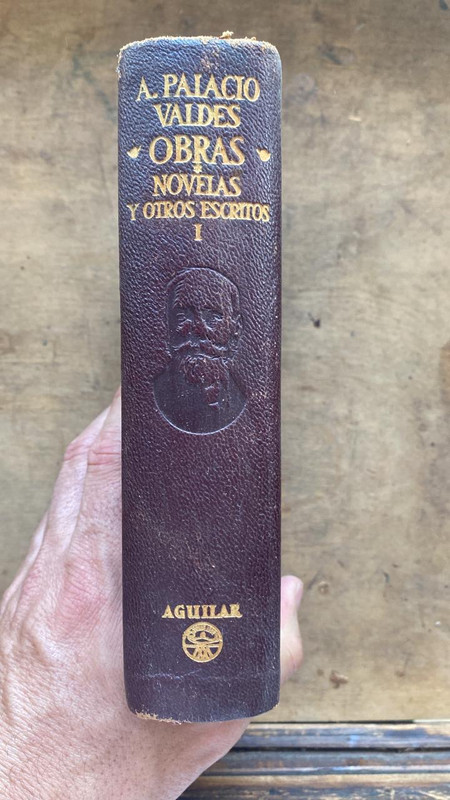 A. PALACIO
VALDES
OBRAS
NOVELAS
Y OTROS ESCRITOS
I
AGUILAR